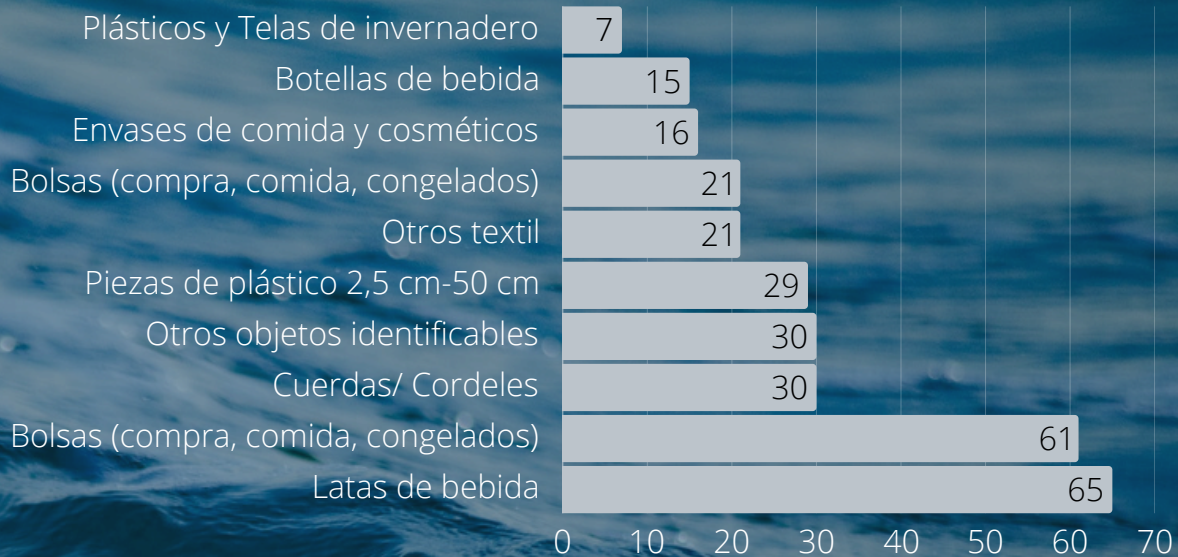 Plásticos y Telas de invernadero 7
Botellas de bebida 15
Envases de comida y cosméticos 16
Bolsas (compra, comida, congelados) 21
Otros textil 21
Piezas de plástico 2,5 cm-50 cm 29
Otros objetos identificables 30
Cuerdas/ Cordeles 30
Bolsas (compra, comida, congelados) 61
Latas de bebida 65
0 10 20 30 40 50 60 70